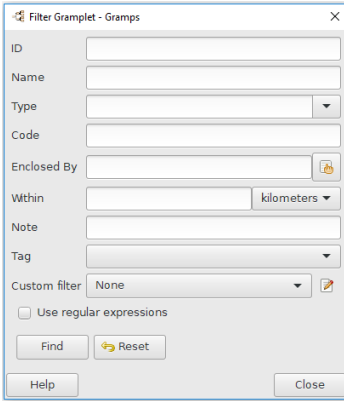 Filter Gramplet - Gramps
ID
Name
Type
Code
Enclosed By
Within kilometers
Note
Tag
Custom filter None
Use regular expressions
Find Reset
Help Close